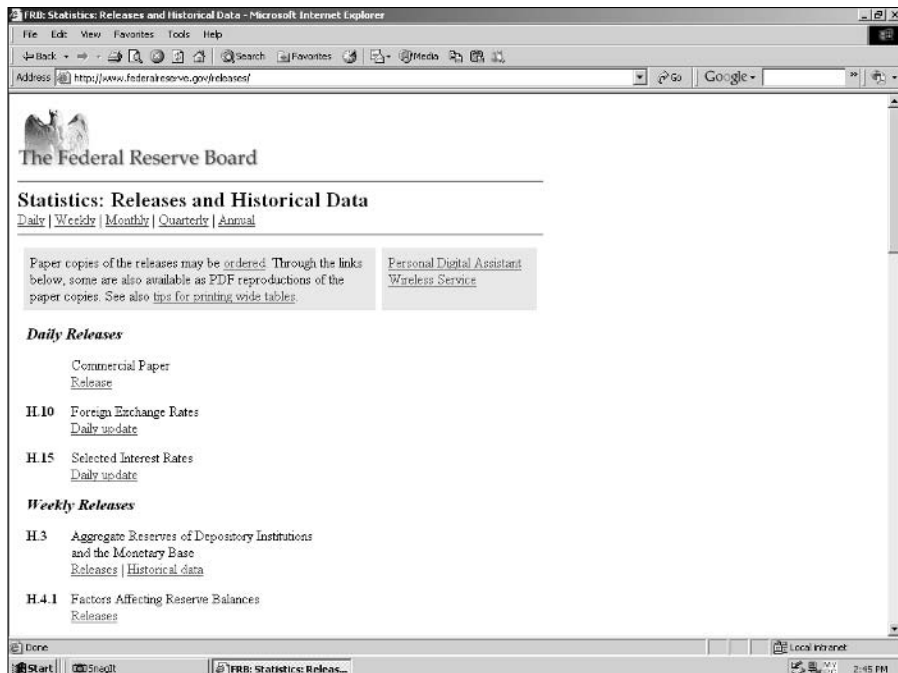 FRB: Statistics: Releases and Historical Data - Microsoft Internet Explorer
File Edit View Favorites Tools Help
Back Search Favorites Media
Address http://www.federalreserve.gov/releases/ Go Google
The Federal Reserve Board
Statistics: Releases and Historical Data
Daily | Weekly | Monthly | Quarterly | Annual
Paper copies of the releases may be ordered. Through the links
below, some are also available as PDF reproductions of the
paper copies. See also tips for printing wide tables.
Personal Digital Assistant
Wireless Service
Daily Releases
Commercial Paper
Release
H.10 Foreign Exchange Rates
Daily update
H.15 Selected Interest Rates
Daily update
Weekly Releases
H.3 Aggregate Reserves of Depository Institutions
and the Monetary Base
Releases | Historical data
H.4.1 Factors Affecting Reserve Balances
Releases
Done Local intranet
Start SnagIt FRB: Statistics: Releas... 2:45 PM